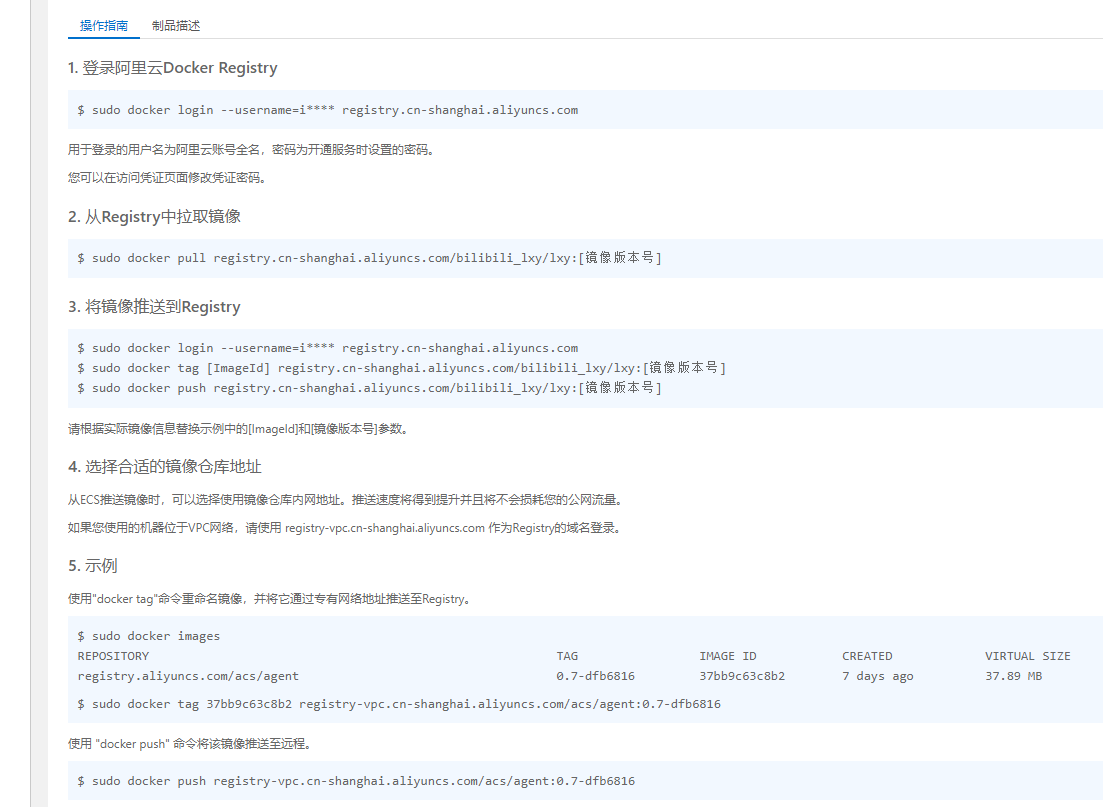 操作指南 制品描述
1. 登录阿里云Docker Registry
$ sudo docker login --username=i**** registry.cn-shanghai.aliyuncs.com
用于登录的用户名为阿里云账号全名，密码为开通服务时设置的密码。
您可以在访问凭证页面修改凭证密码。
2. 从Registry中拉取镜像
$ sudo docker pull registry.cn-shanghai.aliyuncs.com/bilibili_lxy/lxy:[镜像版本号]
3. 将镜像推送到Registry
$ sudo docker login --username=i**** registry.cn-shanghai.aliyuncs.com
$ sudo docker tag [ImageId] registry.cn-shanghai.aliyuncs.com/bilibili_lxy/lxy:[镜像版本号]
$ sudo docker push registry.cn-shanghai.aliyuncs.com/bilibili_lxy/lxy:[镜像版本号]
请根据实际镜像信息替换示例中的[ImageId]和[镜像版本号]参数。
4. 选择合适的镜像仓库地址
从ECS推送镜像时，可以选择使用镜像仓库内网地址。推送速度将得到提升并且将不会损耗您的公网流量。
如果您使用的机器位于VPC网络，请使用 registry-vpc.cn-shanghai.aliyuncs.com 作为Registry的域名登录。
5. 示例
使用"docker tag"命令重命名镜像，并将它通过专有网络地址推送至Registry。
$ sudo docker images
REPOSITORY TAG IMAGE ID CREATED VIRTUAL SIZE
registry.aliyuncs.com/acs/agent 0.7-dfb6816 37bb9c63c8b2 7 days ago 37.89 MB
$ sudo docker tag 37bb9c63c8b2 registry-vpc.cn-shanghai.aliyuncs.com/acs/agent:0.7-dfb6816
使用 "docker push" 命令将该镜像推送至远程。
$ sudo docker push registry-vpc.cn-shanghai.aliyuncs.com/acs/agent:0.7-dfb6816